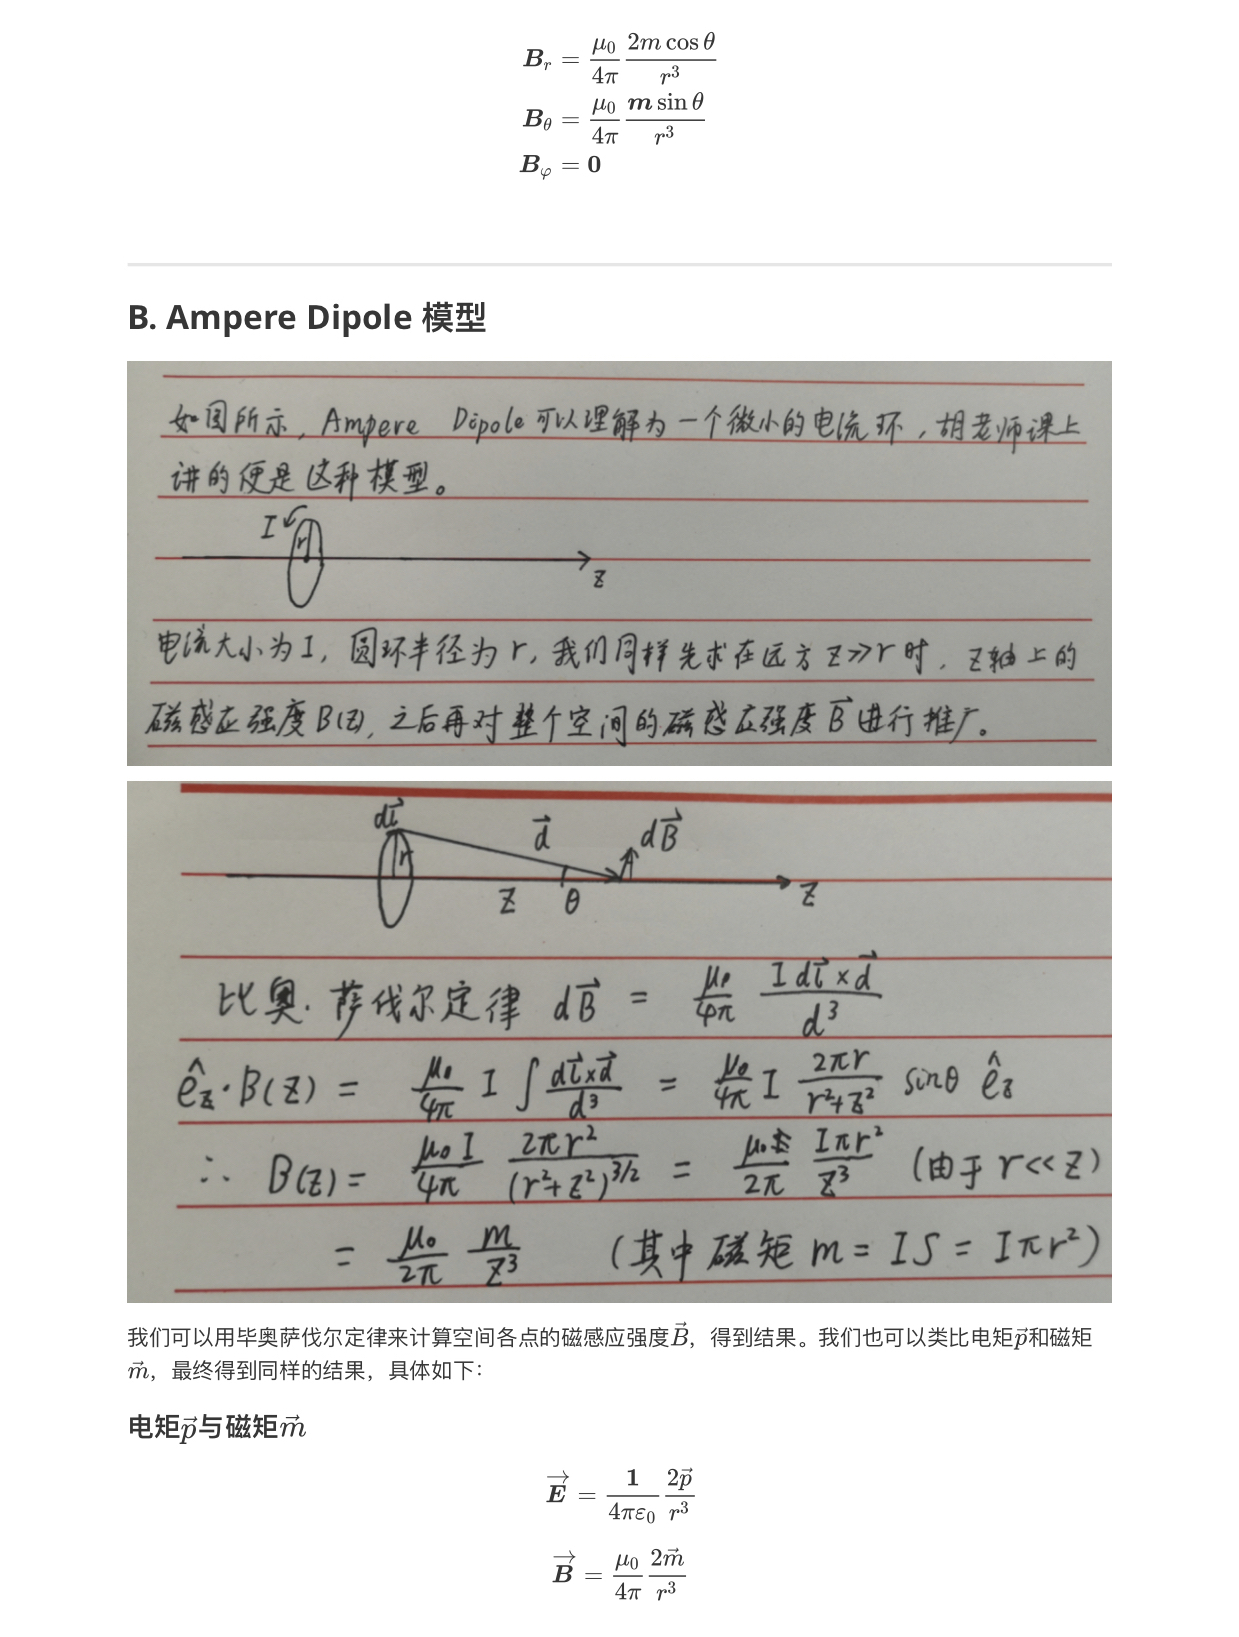 $\boldsymbol{B}_r = \frac{\mu_0}{4\pi} \frac{2m\cos\theta}{r^3}$
$\boldsymbol{B}_\theta = \frac{\mu_0}{4\pi} \frac{\boldsymbol{m}\sin\theta}{r^3}$
$\boldsymbol{B}_\varphi = \mathbf{0}$
B. Ampere Dipole 模型
如图所示, Ampere Dipole 可以理解为一个微小的电流环, 胡老师课上
讲的便是这种模型。
I r
z
电流大小为 I, 圆环半径为 r, 我们同样先求在远方 z≫r 时, z轴上的
磁感应强度 B(z), 之后再对整个空间的磁感应强度 $\vec{B}$ 进行推广。
$d\vec{l}$ r $\vec{d}$ $d\vec{B}$
z θ z
比奥·萨伐尔定律 $d\vec{B} = \frac{\mu_0}{4\pi} \frac{I d\vec{l} \times \vec{d}}{d^3}$
$\hat{e}_z \cdot B(z) = \frac{\mu_0}{4\pi} I \int \frac{d\vec{l} \times \vec{d}}{d^3} = \frac{\mu_0}{4\pi} I \frac{2\pi r}{r^2+z^2} \sin\theta \, \hat{e}_z$
$\therefore B(z) = \frac{\mu_0 I}{4\pi} \frac{2\pi r^2}{(r^2+z^2)^{3/2}} = \frac{\mu_0}{2\pi} \frac{I\pi r^2}{z^3}$ (由于 r<<z)
$= \frac{\mu_0}{2\pi} \frac{m}{z^3}$ (其中磁矩 $m = IS = I\pi r^2$)
我们可以用毕奥萨伐尔定律来计算空间各点的磁感应强度$\vec{B}$，得到结果。我们也可以类比电矩$\vec{p}$和磁矩
$\vec{m}$，最终得到同样的结果，具体如下：
电矩$\vec{p}$与磁矩$\vec{m}$
$\overrightarrow{\boldsymbol{E}} = \frac{\mathbf{1}}{4\pi\varepsilon_0} \frac{2\vec{p}}{r^3}$
$\overrightarrow{\boldsymbol{B}} = \frac{\mu_0}{4\pi} \frac{2\vec{m}}{r^3}$